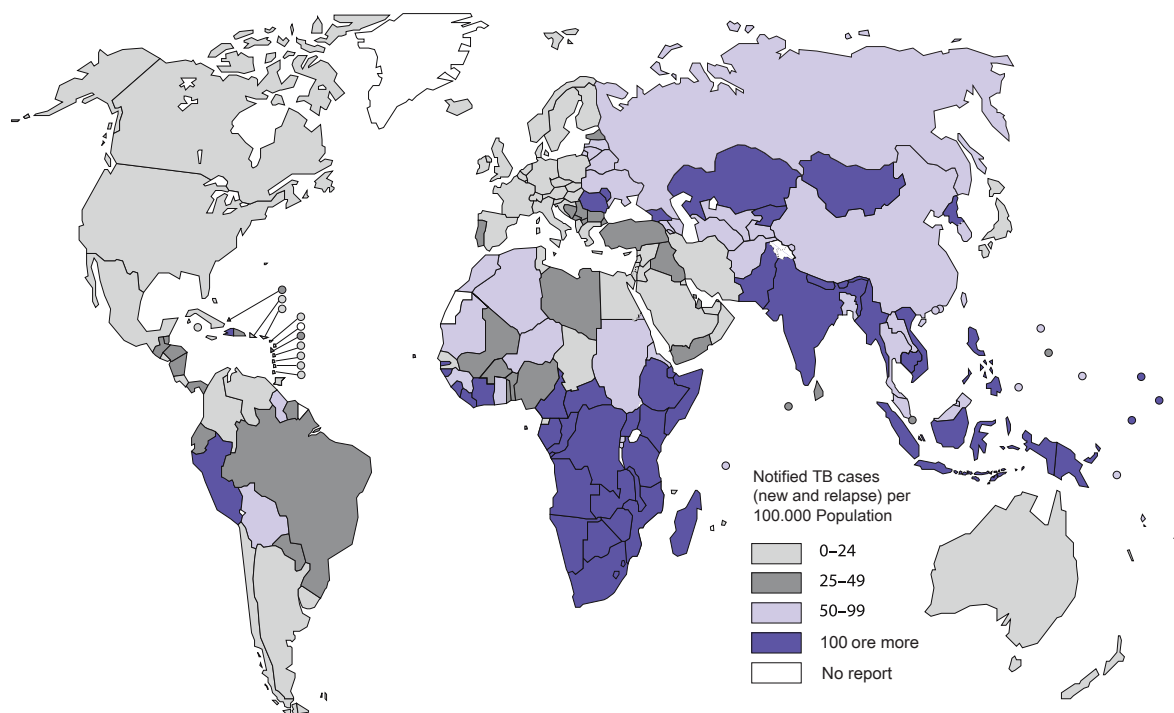 Notified TB cases
(new and relapse) per
100.000 Population
0–24
25–49
50–99
100 ore more
No report